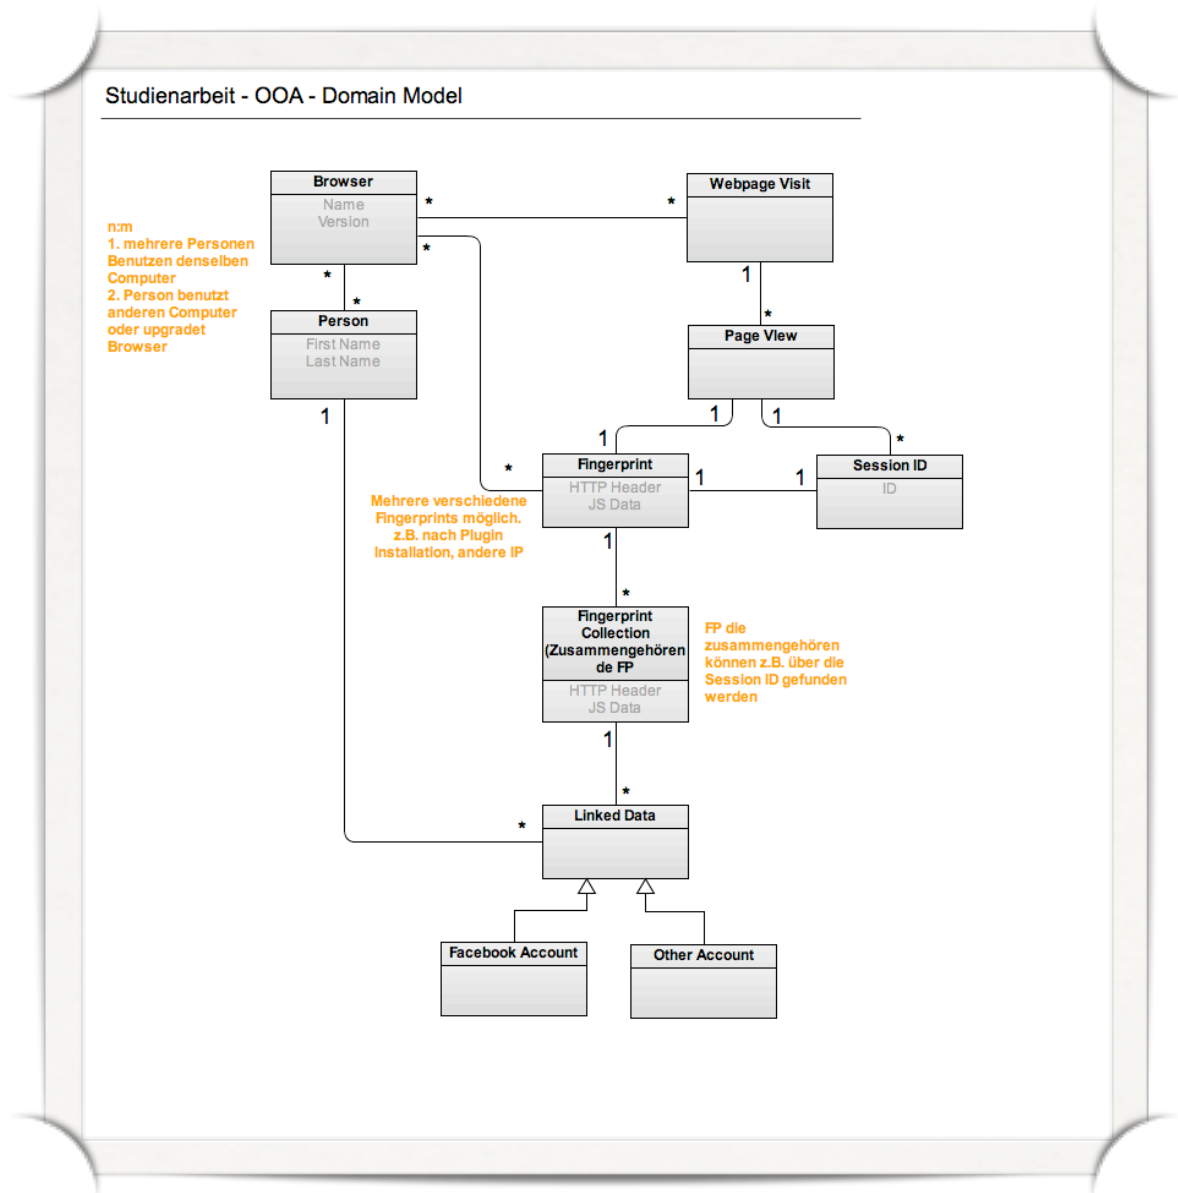 Studienarbeit - OOA - Domain Model
Browser
Name
Version
*
*
*
*
Webpage Visit
1
*
n:m
1. mehrere Personen
Benutzen denselben
Computer
2. Person benutzt
anderen Computer
oder upgradet
Browser
*
Person
First Name
Last Name
1
Page View
1
1
1
*
Fingerprint
HTTP Header
JS Data
*
1
1
Session ID
ID
Mehrere verschiedene
Fingerprints möglich.
z.B. nach Plugin
Installation, andere IP
1
*
Fingerprint
Collection
(Zusammengehören
de FP
HTTP Header
JS Data
FP die
zusammengehören
können z.B. über die
Session ID gefunden
werden
1
*
*
Linked Data
Facebook Account
Other Account